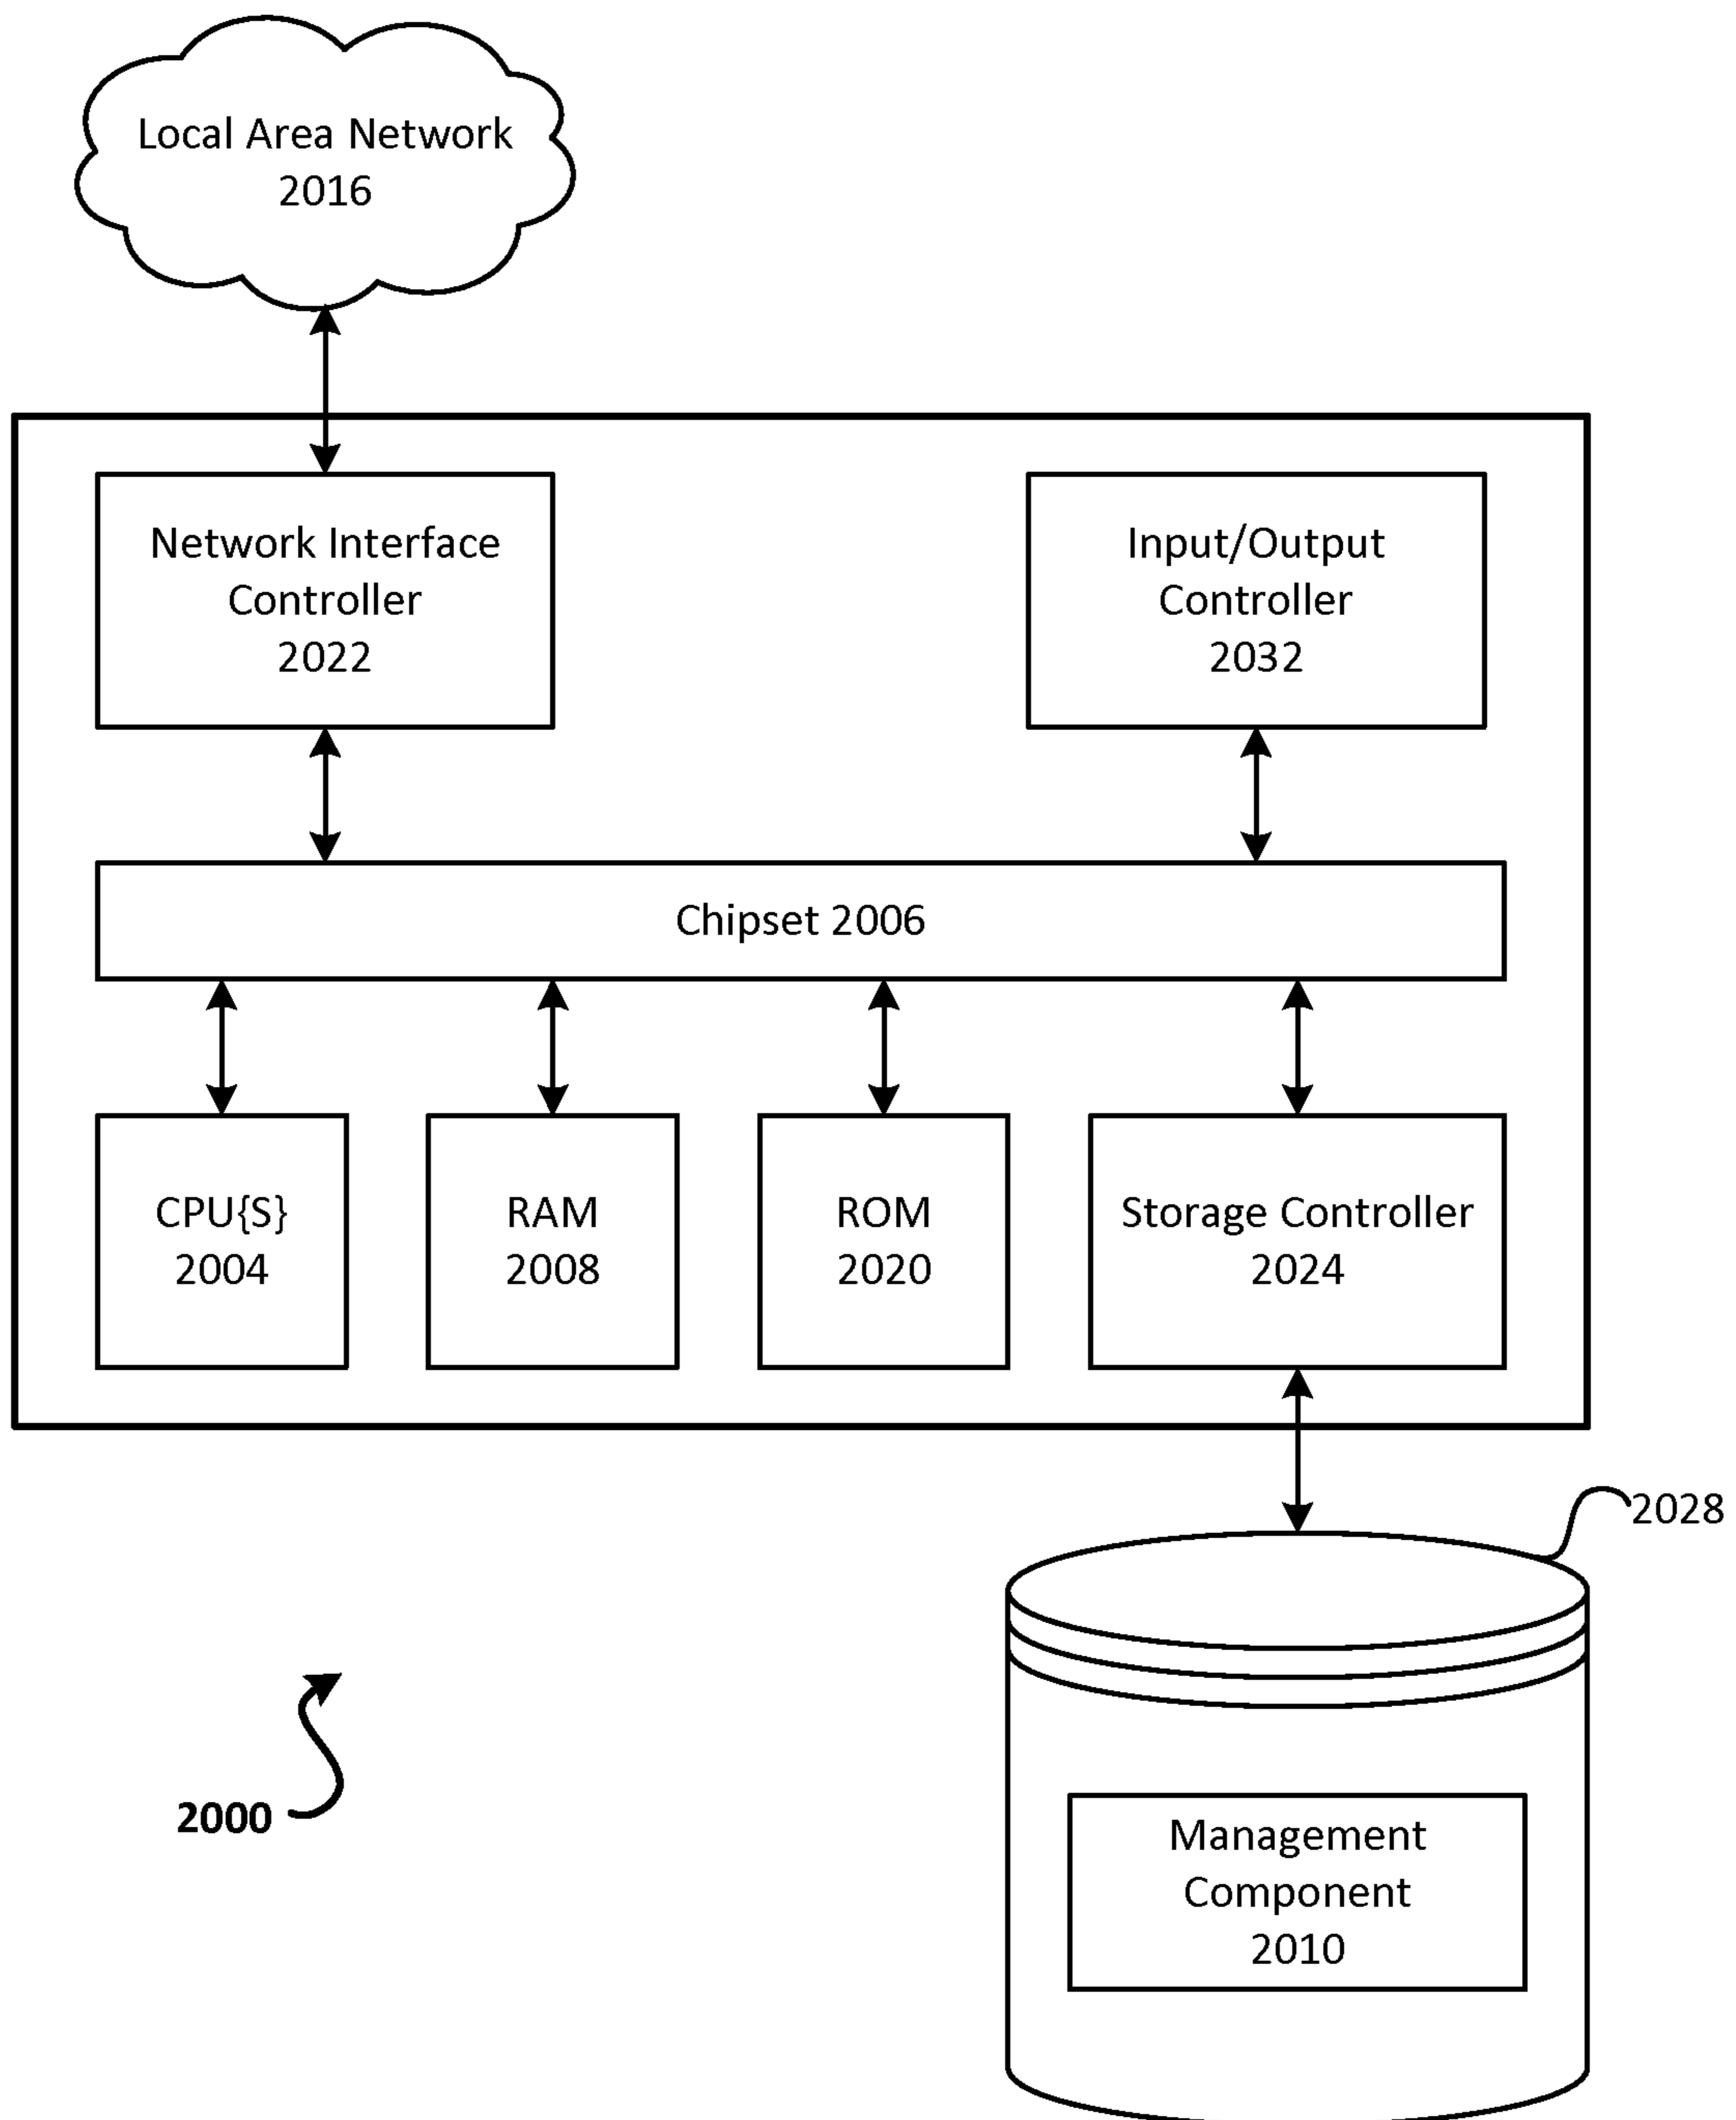 Local Area Network
2016
Network Interface
Controller
2022
Input/Output
Controller
2032
Chipset 2006
CPU{S}
2004
RAM
2008
ROM
2020
Storage Controller
2024
2028
2000
Management
Component
2010